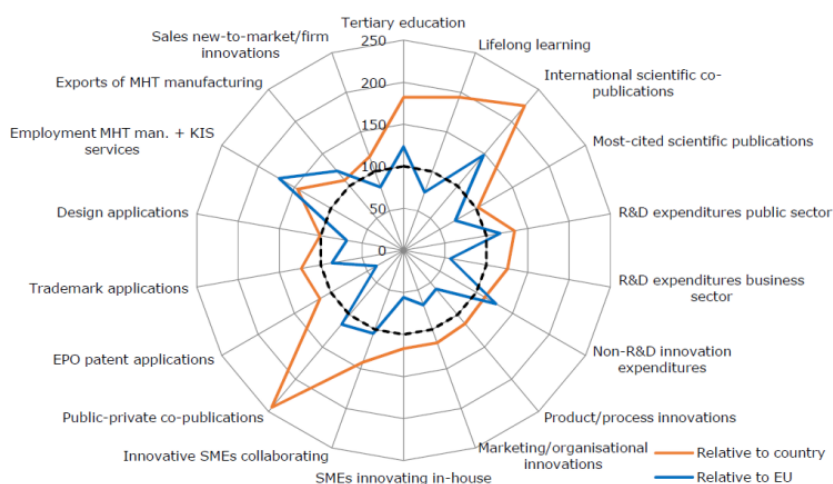 Tertiary education
Sales new-to-market/firm
innovations
Lifelong learning
250
200
150
100
50
0
International scientific co-
publications
Exports of MHT manufacturing
Employment MHT man. + KIS
services
Most-cited scientific publications
Design applications
R&D expenditures public sector
Trademark applications
R&D expenditures business
sector
EPO patent applications
Non-R&D innovation
expenditures
Public-private co-publications
Product/process innovations
Innovative SMEs collaborating
Marketing/organisational
innovations
SMEs innovating in-house
Relative to country
Relative to EU